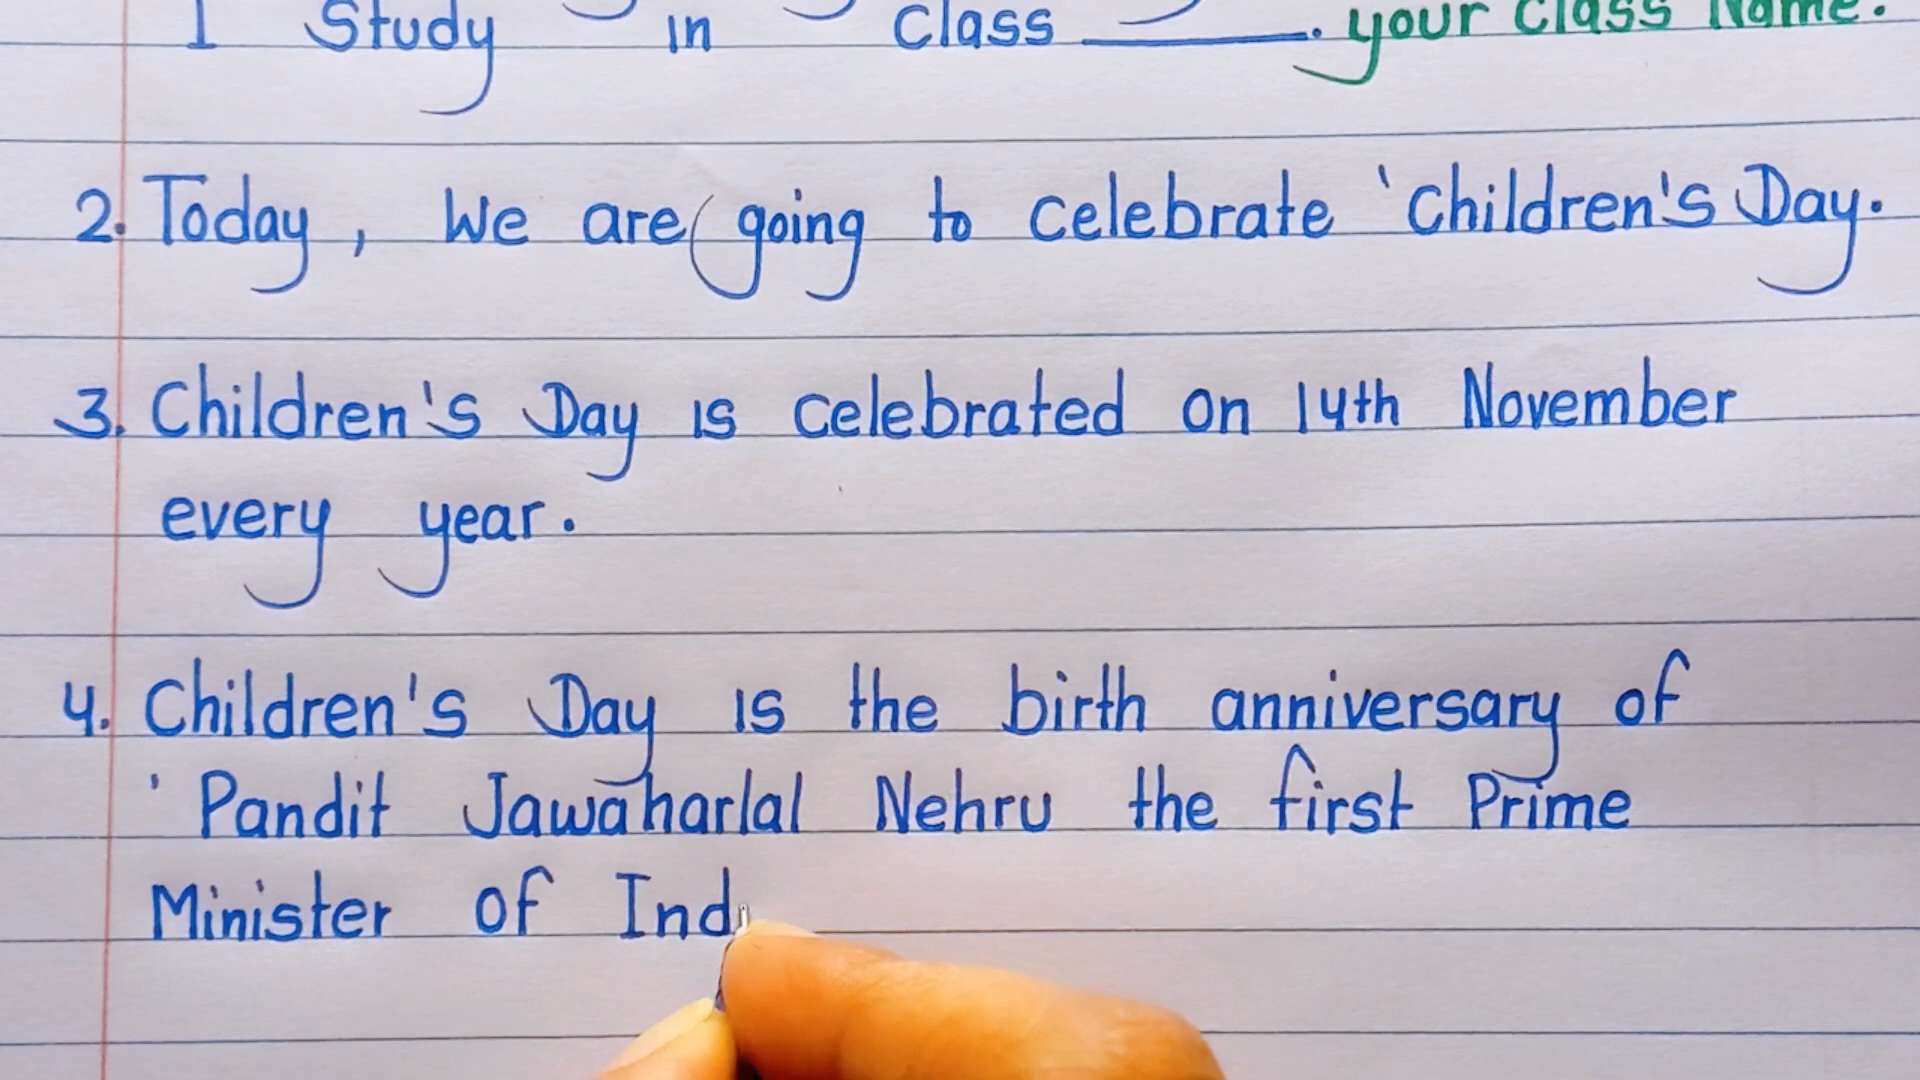 I Study in Class ______. your Class Name.
2. Today, We are going to celebrate 'Children's Day.
3. Children's Day is celebrated on 14th November
every year.
4. Children's Day is the birth anniversary of
' Pandit Jawaharlal Nehru the first Prime
Minister of Ind